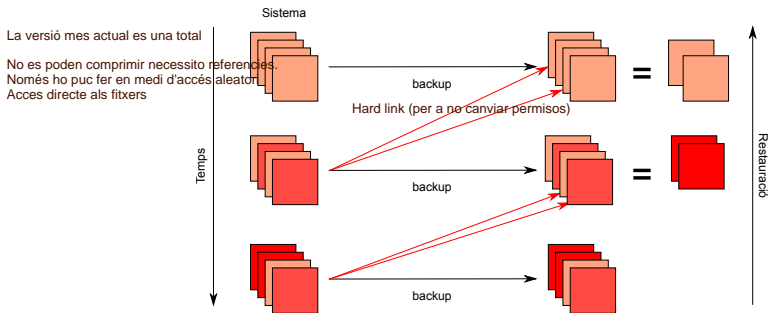 Sistema
La versió mes actual es una total
No es poden comprimir necessito referencies.
Només ho puc fer en medi d'accés aleatori
Acces directe als fitxers
backup
=
Hard link (per a no canviar permisos)
Temps
backup
=
Restauració
backup